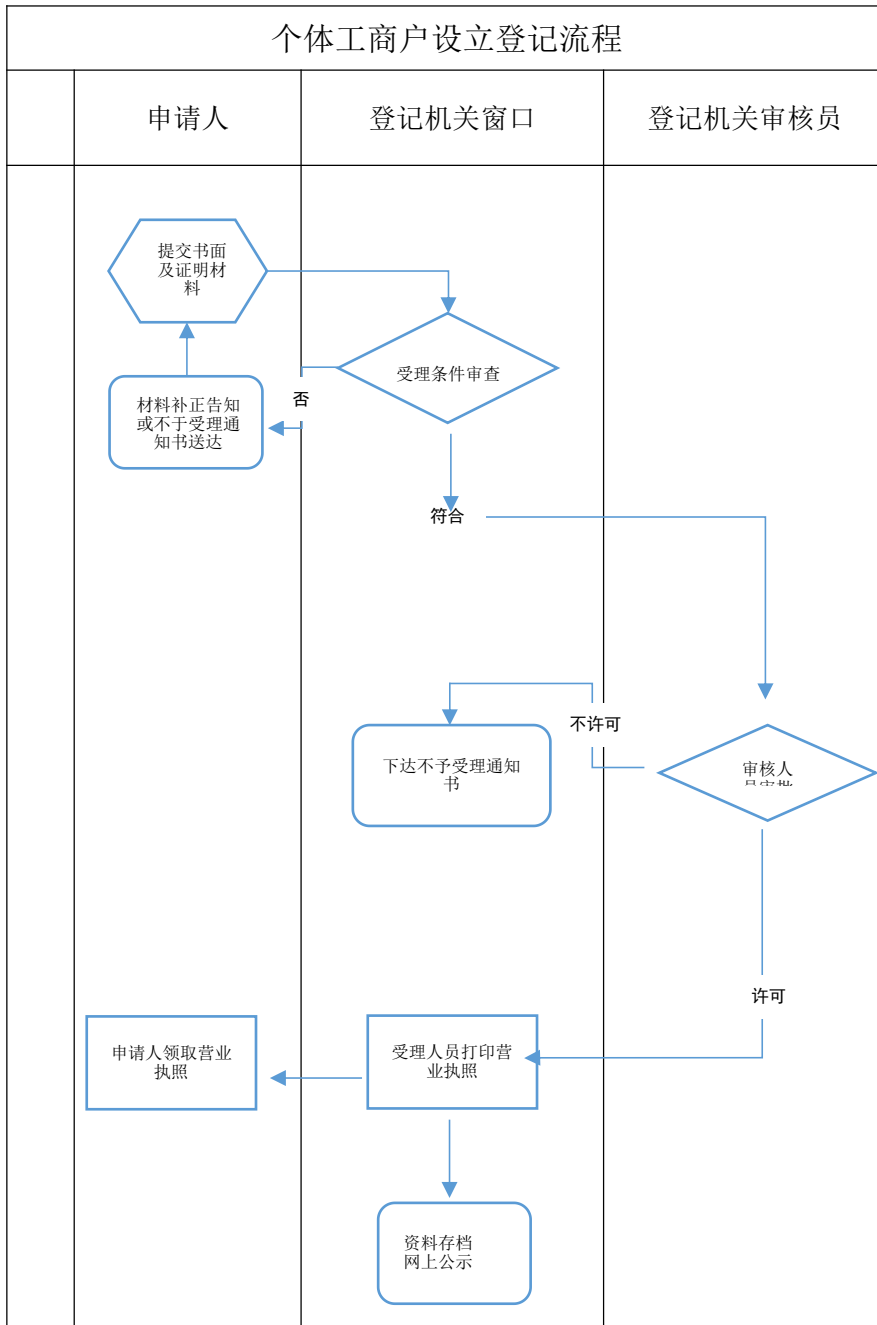 个体工商户设立登记流程
申请人
登记机关窗口
登记机关审核员
提交书面
及证明材
料
受理条件审查
否
材料补正告知
或不于受理通
知书送达
符合
不许可
下达不予受理通知
书
审核人
员审批
许可
申请人领取营业
执照
受理人员打印营
业执照
资料存档
网上公示